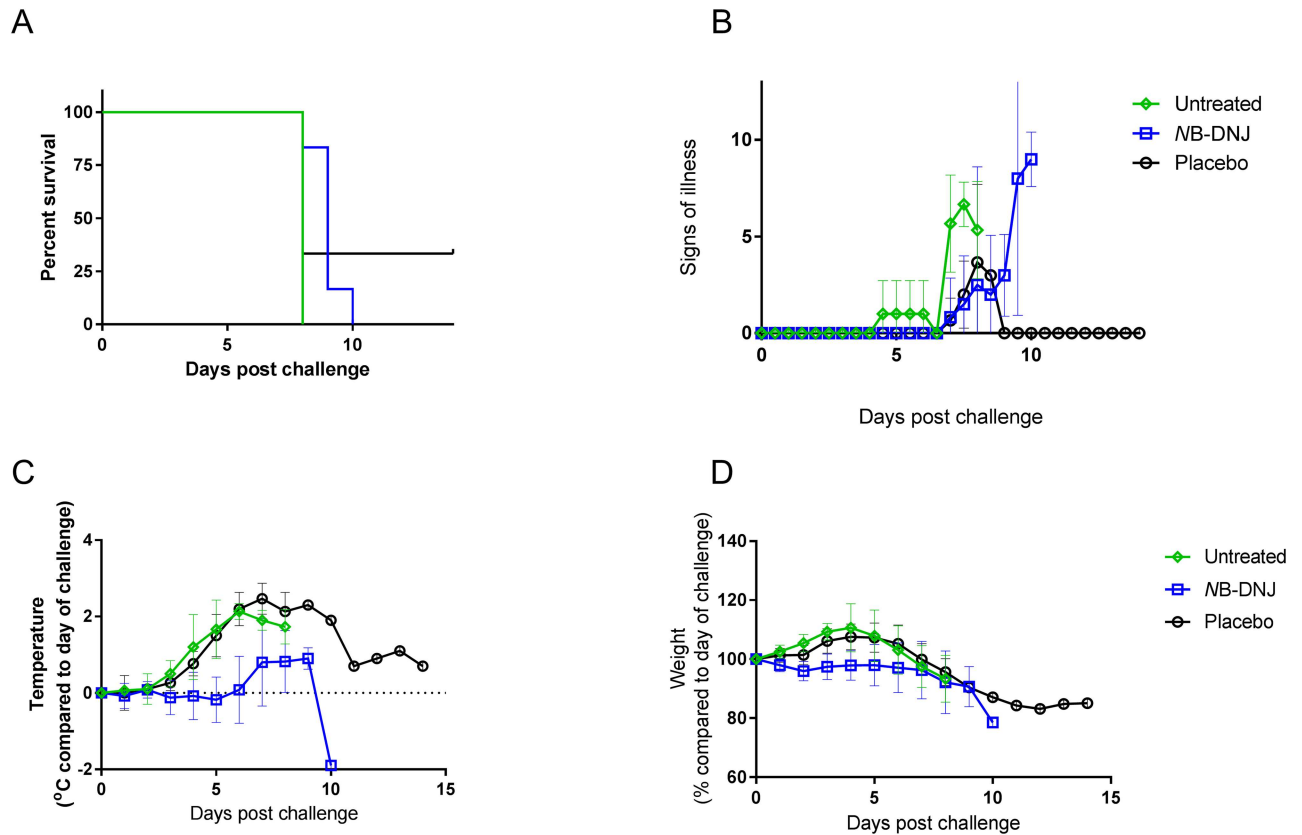 A
Percent survival
100
75
50
25
0
0 5 10
Days post challenge
B
Signs of illness
10
5
0
0 5 10
Days post challenge
Untreated
NB-DNJ
Placebo
C
Temperature
(°C compared to day of challenge)
4
2
0
-2
0 5 10 15
Days post challenge
D
Weight
(% compared to day of challenge)
140
120
100
80
60
0 5 10 15
Days post challenge
Untreated
NB-DNJ
Placebo